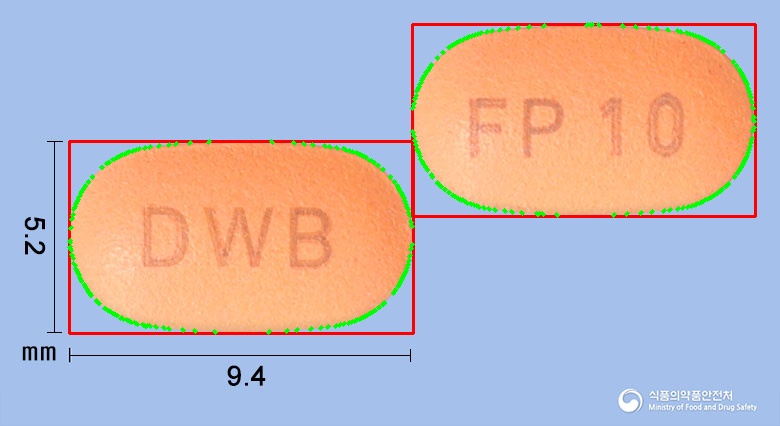 FP 10
DWB
5.2
mm
9.4
식품의약품안전처
Ministry of Food and Drug Safety